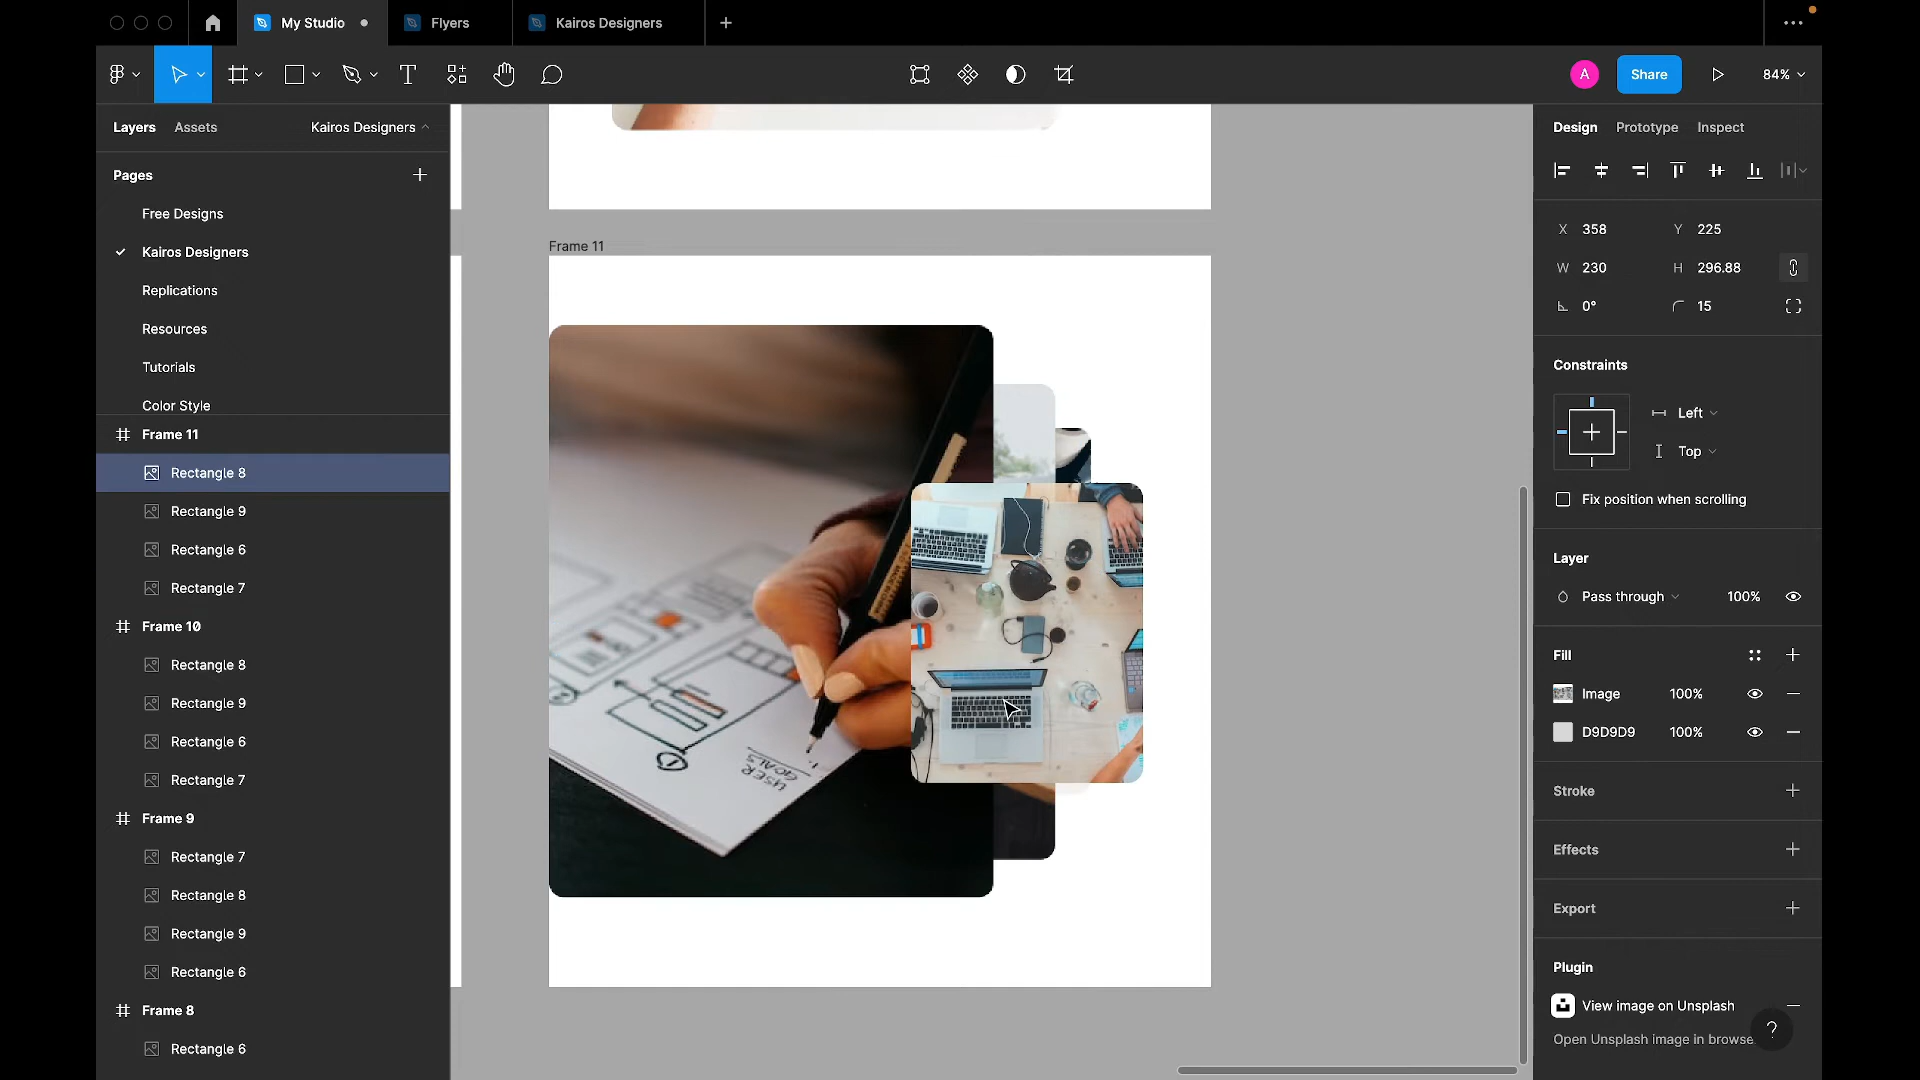 My Studio
Flyers
Kairos Designers
A
Share
84%
Layers
Assets
Kairos Designers
Design
Prototype
Inspect
Pages
Free Designs
Kairos Designers
Replications
Resources
Tutorials
Color Style
Frame 11
Rectangle 8
Rectangle 9
Rectangle 6
Rectangle 7
Frame 10
Rectangle 8
Rectangle 9
Rectangle 6
Rectangle 7
Frame 9
Rectangle 7
Rectangle 8
Rectangle 9
Rectangle 6
Frame 8
Rectangle 6
Frame 11
USER
GOALS
1.
X 358
Y 225
W 230
H 296.88
0°
15
Constraints
Left
Top
Fix position when scrolling
Layer
Pass through
100%
Fill
Image
100%
D9D9D9
100%
Stroke
Effects
Export
Plugin
View image on Unsplash
Open Unsplash image in browse
?